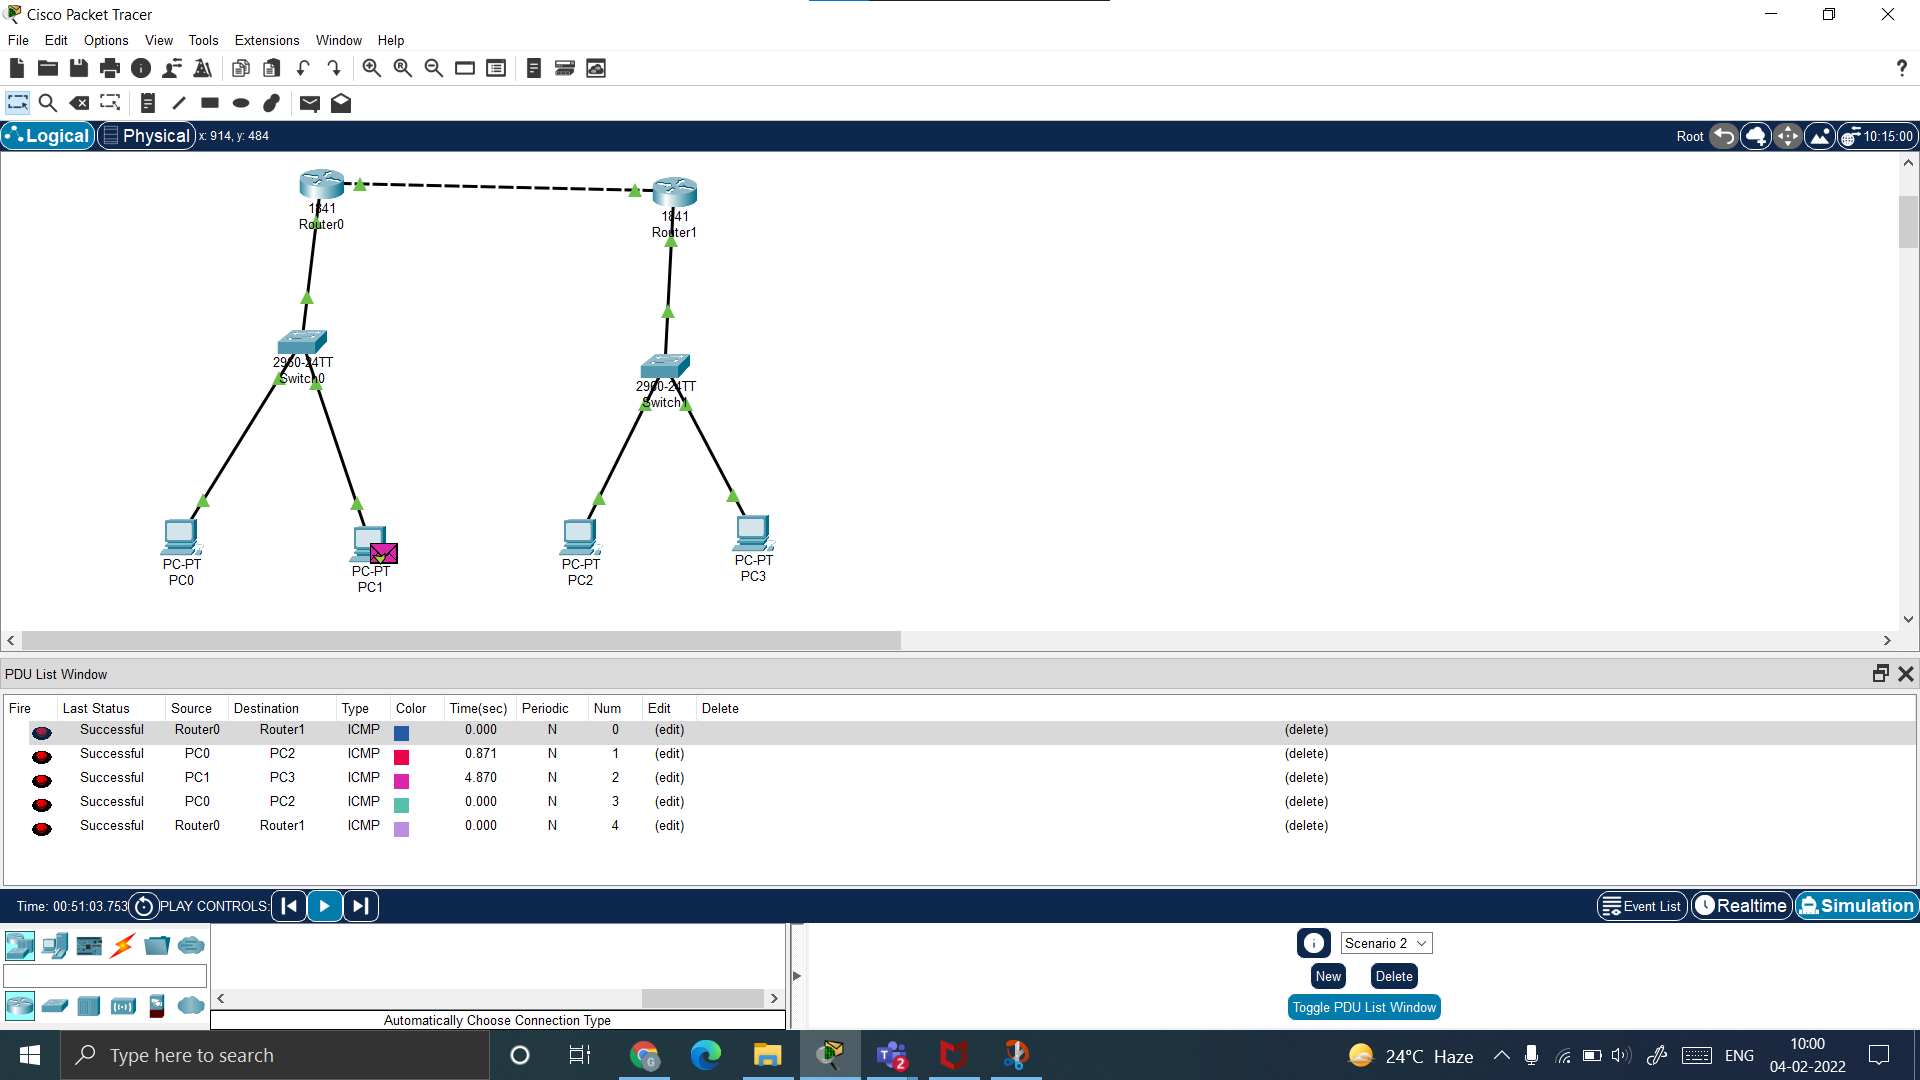 Cisco Packet Tracer
File Edit Options View Tools Extensions Window Help
?
Logical Physical x: 914, y: 484 Root 10:15:00
1841
Router0
1841
Router1
2950-24TT
Switch0
2960-24TT
Switch1
PC-PT
PC0
PC-PT
PC1
PC-PT
PC2
PC-PT
PC3
PDU List Window
Fire Last Status Source Destination Type Color Time(sec) Periodic Num Edit Delete
Successful Router0 Router1 ICMP 0.000 N 0 (edit) (delete)
Successful PC0 PC2 ICMP 0.871 N 1 (edit) (delete)
Successful PC1 PC3 ICMP 4.870 N 2 (edit) (delete)
Successful PC0 PC2 ICMP 0.000 N 3 (edit) (delete)
Successful Router0 Router1 ICMP 0.000 N 4 (edit) (delete)
Time: 00:51:03.753 PLAY CONTROLS: Event List Realtime Simulation
Scenario 2
New Delete
Toggle PDU List Window
Automatically Choose Connection Type
Type here to search
2
24°C Haze
ENG
10:00
04-02-2022